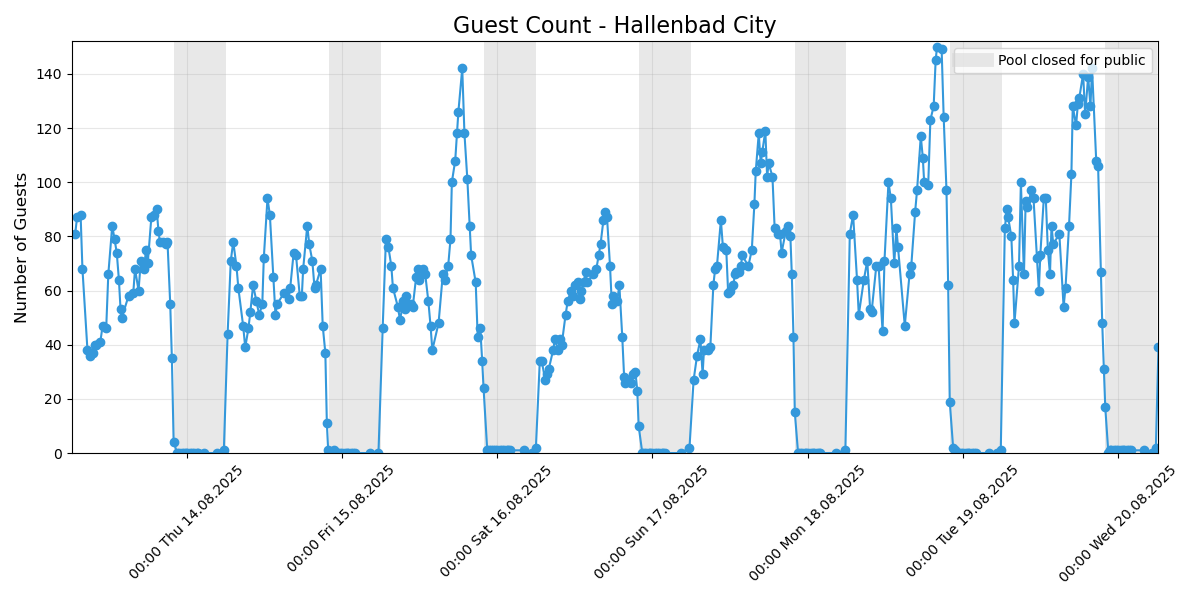 Guest Count - Hallenbad City
Number of Guests
140
120
100
80
60
40
20
0
Pool closed for public
00:00 Thu 14.08.2025
00:00 Fri 15.08.2025
00:00 Sat 16.08.2025
00:00 Sun 17.08.2025
00:00 Mon 18.08.2025
00:00 Tue 19.08.2025
00:00 Wed 20.08.2025